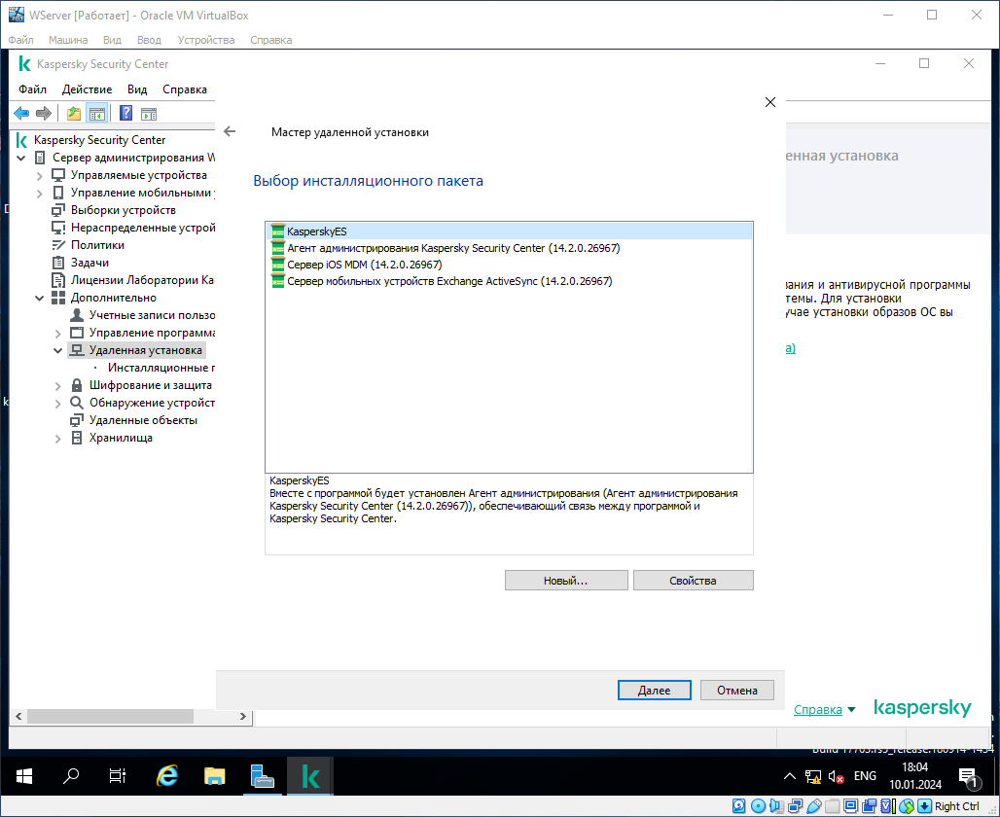 WServer [Работает] - Oracle VM VirtualBox
Файл Машина Вид Ввод Устройства Справка
Kaspersky Security Center
Файл Действие Вид Справка
Kaspersky Security Center
Сервер администрирования W
Управляемые устройства
Управление мобильными
Выборки устройств
Нераспределенные устрой
Политики
Задачи
Лицензии Лаборатории Ка
Дополнительно
Учетные записи пользо
Управление программа
Удаленная установка
Инсталляционные п
Шифрование и защита
Обнаружение устройст
Удаленные объекты
Хранилища
Мастер удаленной установки
Выбор инсталляционного пакета
KasperskyES
Агент администрирования Kaspersky Security Center (14.2.0.26967)
Сервер iOS MDM (14.2.0.26967)
Сервер мобильных устройств Exchange ActiveSync (14.2.0.26967)
KasperskyES
Вместе с программой будет установлен Агент администрирования (Агент администрирования
Kaspersky Security Center (14.2.0.26967)), обеспечивающий связь между программой и
Kaspersky Security Center.
Новый... Свойства
Далее Отмена
енная установка
вания и антивирусной программы
темы. Для установки
учае установки образов ОС вы
а)
Справка kaspersky
Build 17763.rs5_release.180914-1434
18:04
ENG
10.01.2024
1
Right Ctrl